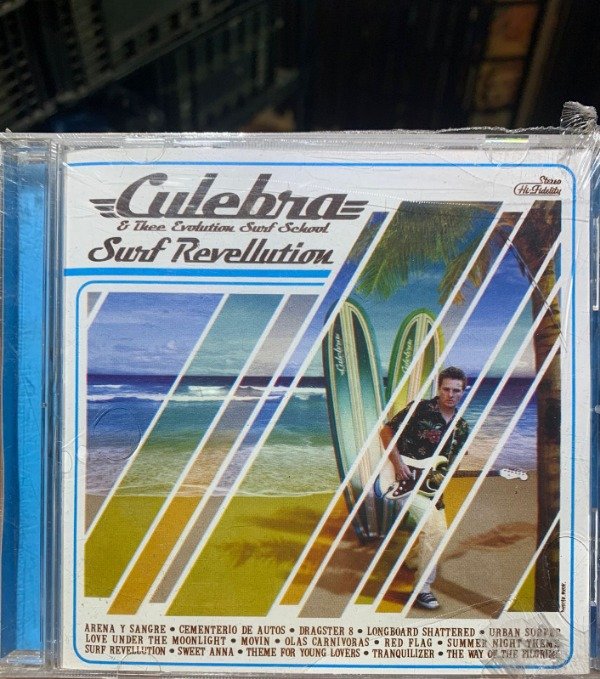 Culebra
Stereo
Hi-Fidelity
& Thee Evolution Surf School
Surf Revellution
Culebra
ARENA Y SANGRE • CEMENTERIO DE AUTOS • DRAGSTER 8 • LONGBOARD SHATTERED • URBAN SURFER
LOVE UNDER THE MOONLIGHT • MOVIN • OLAS CARNIVORAS • RED FLAG • SUMMER NIGHT THEME
SURF REVELLUTION • SWEET ANNA • THEME FOR YOUNG LOVERS • TRANQUILIZER • THE WAY OF THE